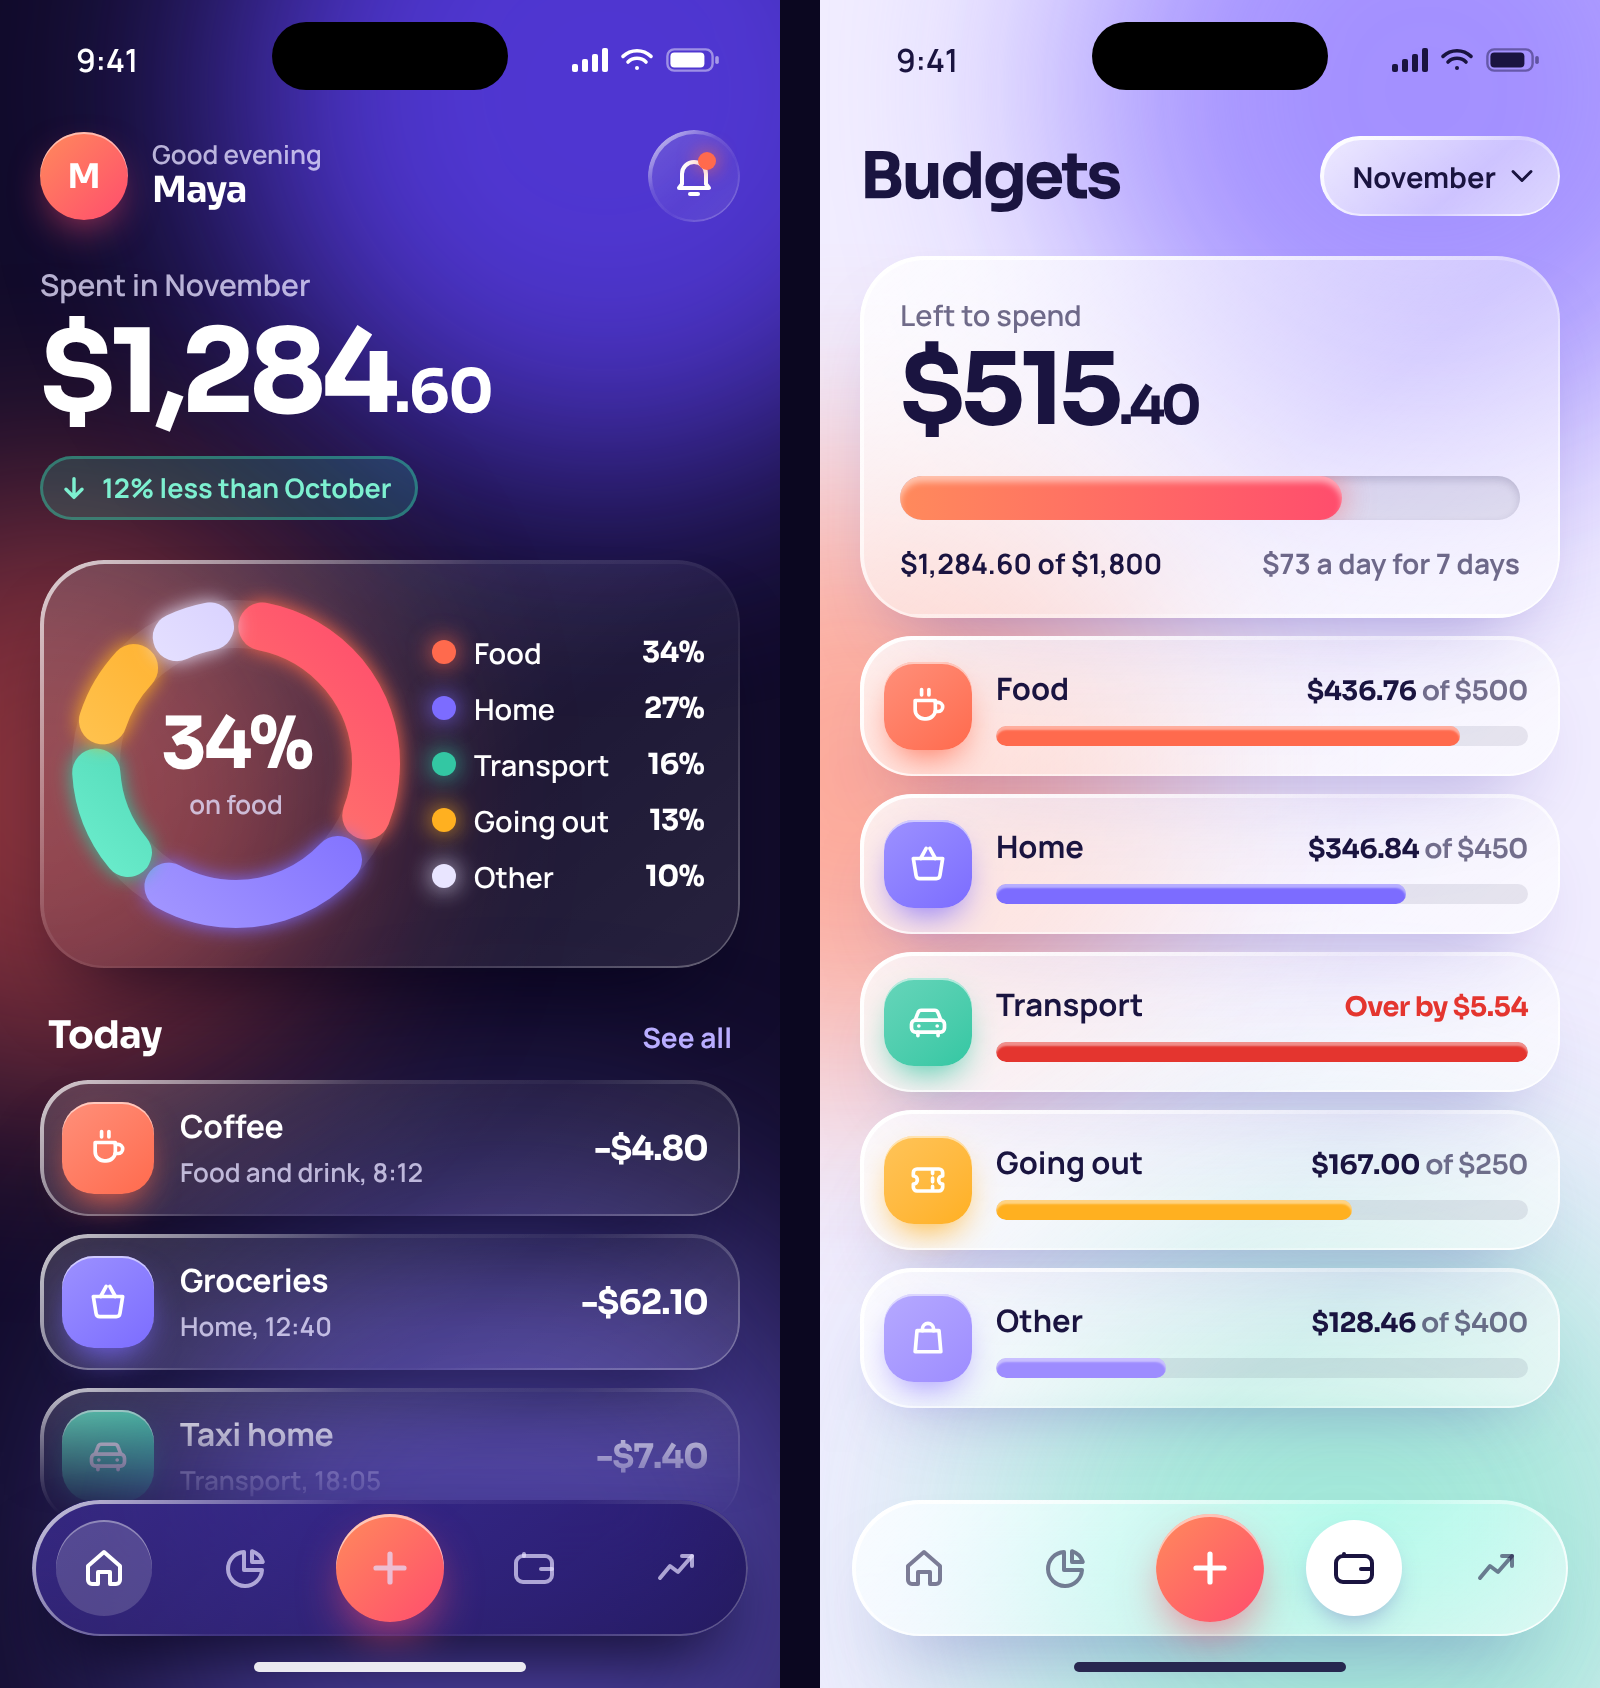 9:41
M
Good evening
Maya
Spent in November
$1,284.60
12% less than October
34%
on food
Food 34%
Home 27%
Transport 16%
Going out 13%
Other 10%
Today
See all
Coffee
Food and drink, 8:12
-$4.80
Groceries
Home, 12:40
-$62.10
Taxi home
Transport, 18:05
-$7.40
9:41
Budgets
November
Left to spend
$515.40
$1,284.60 of $1,800
$73 a day for 7 days
Food
$436.76 of $500
Home
$346.84 of $450
Transport
Over by $5.54
Going out
$167.00 of $250
Other
$128.46 of $400